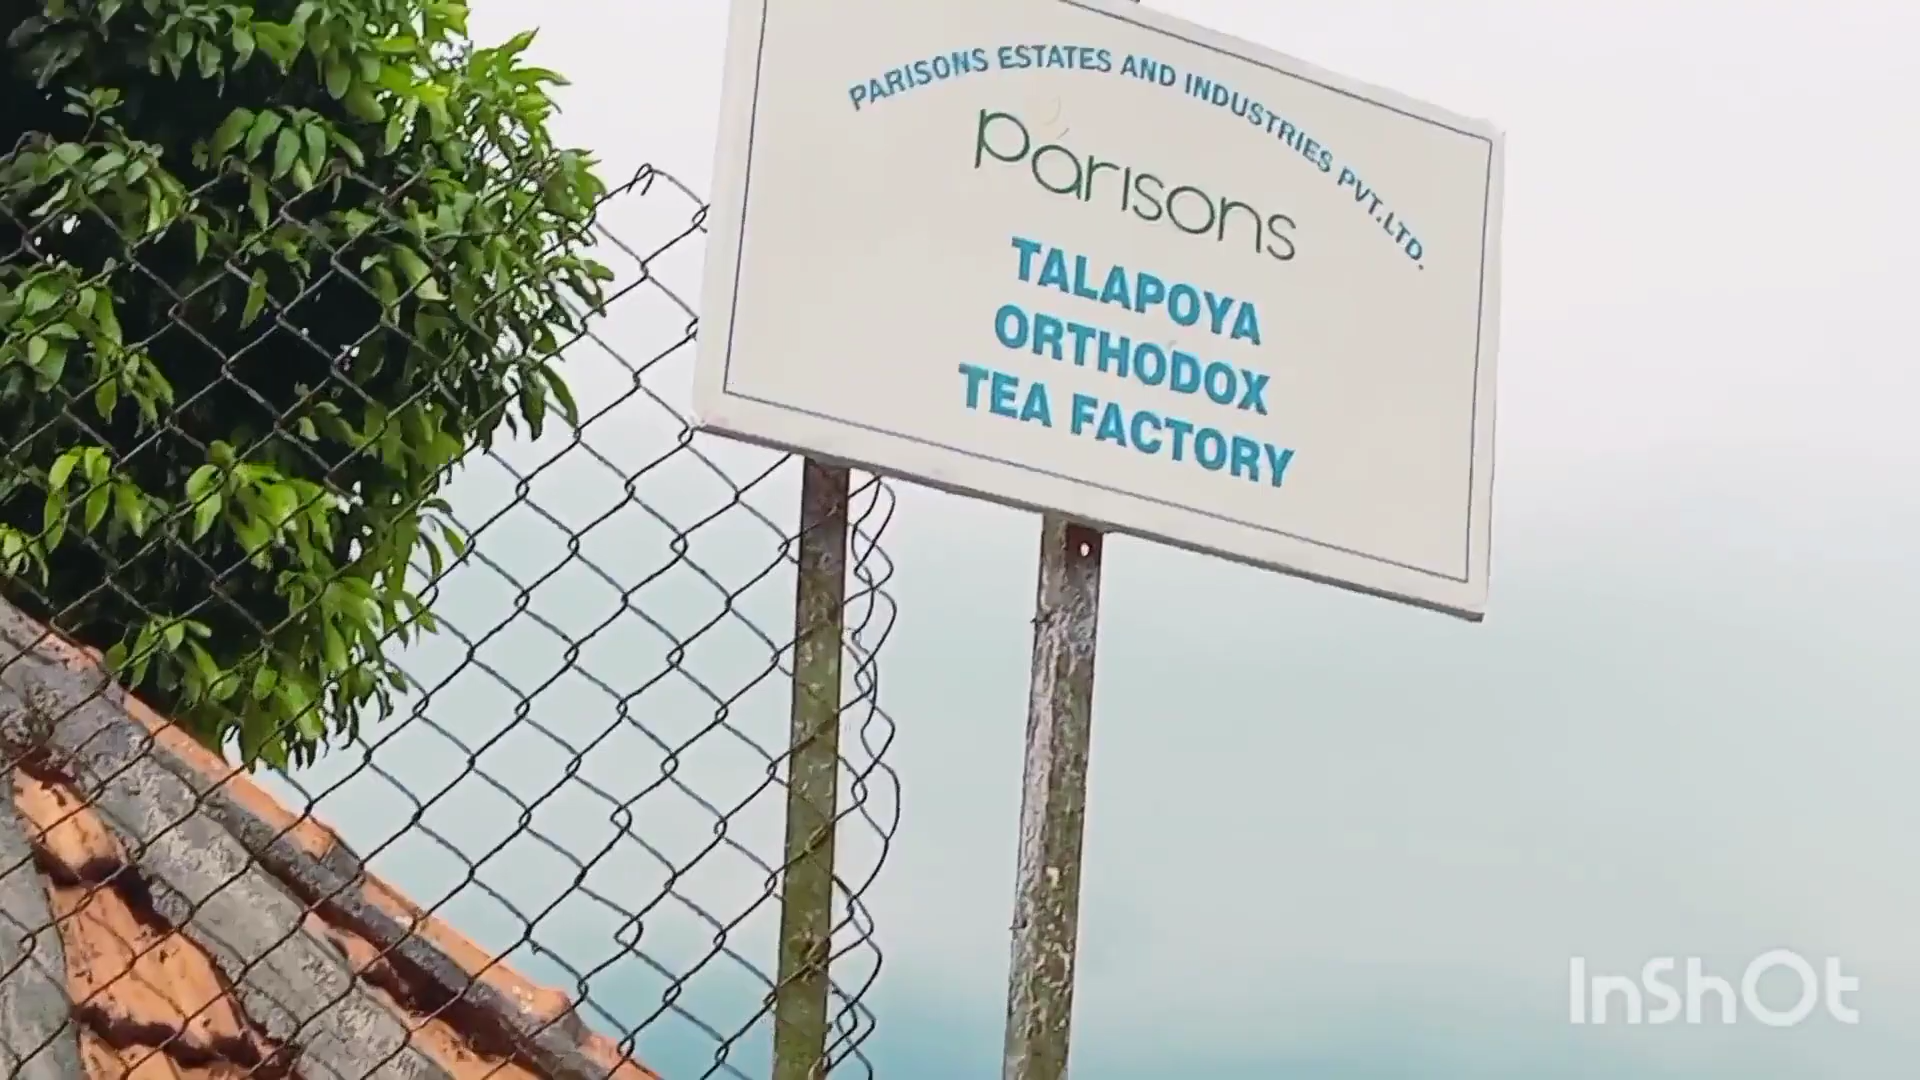 PARISONS ESTATES AND INDUSTRIES PVT.LTD.
parisons
TALAPOYA
ORTHODOX
TEA FACTORY
InShOt